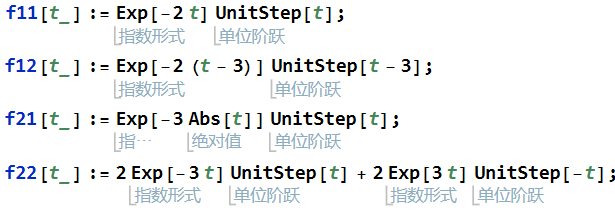 f11[t_] := Exp[-2 t] UnitStep[t];
指数形式 单位阶跃
f12[t_] := Exp[-2 (t - 3)] UnitStep[t - 3];
指数形式 单位阶跃
f21[t_] := Exp[-3 Abs[t]] UnitStep[t];
指… 绝对值 单位阶跃
f22[t_] := 2 Exp[-3 t] UnitStep[t] + 2 Exp[3 t] UnitStep[-t];
指数形式 单位阶跃 指数形式 单位阶跃